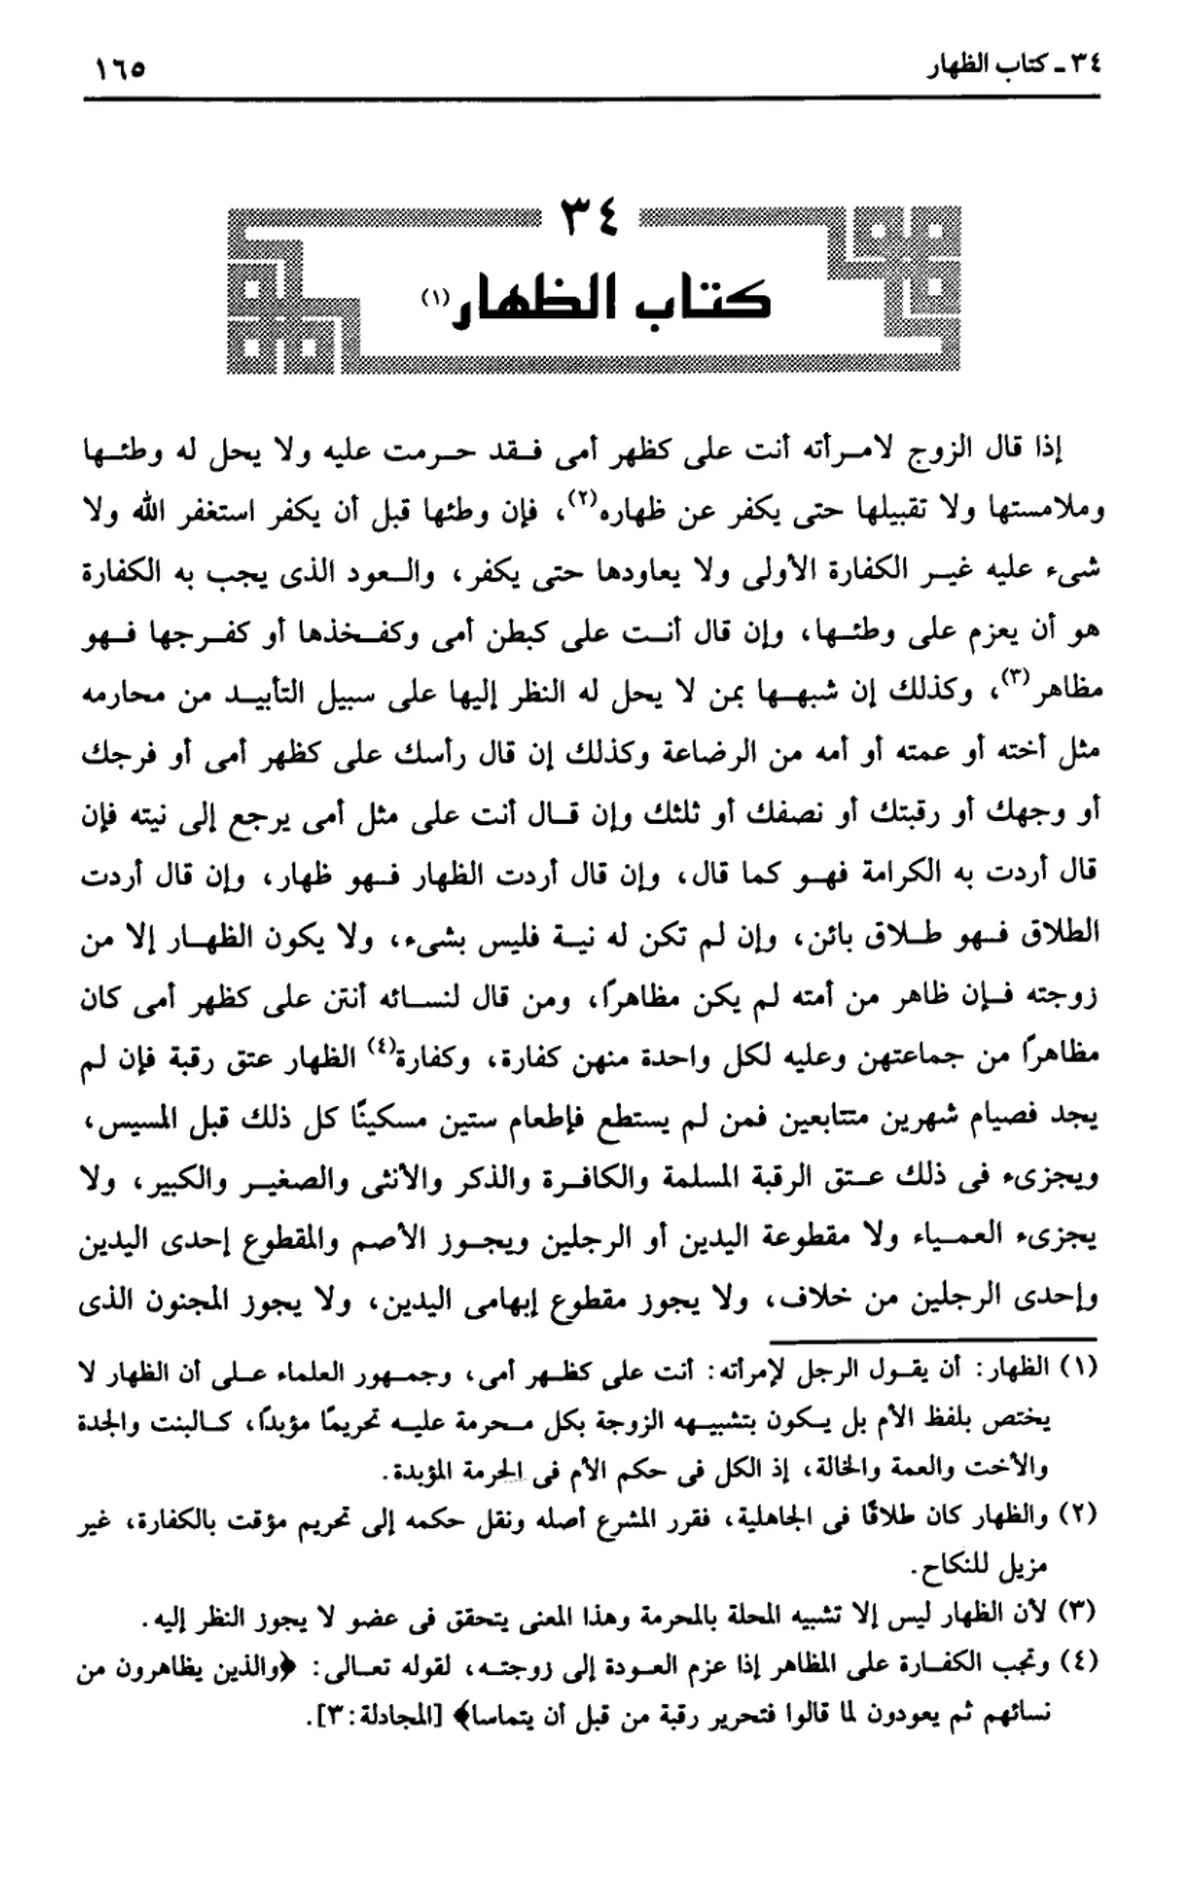 ٣٤ ـ كتاب الظهار ١٦٥
٣٤
كتاب الظهار(١)
إذا قال الزوج لامرأته أنت على كظهر أمى فقد حرمت عليه ولا يحل له وطئها
وملامستها ولا تقبيلها حتى يكفر عن ظهاره(٢)، فإن وطئها قبل أن يكفر استغفر الله ولا
شىء عليه غير الكفارة الأولى ولا يعاودها حتى يكفر، والعود الذى يجب به الكفارة
هو أن يعزم على وطئها، وإن قال أنت على كبطن أمى وكفخذها أو كفرجها فهو
مظاهر(٣)، وكذلك إن شبهها بمن لا يحل له النظر إليها على سبيل التأبيد من محارمه
مثل أخته أو عمته أو أمه من الرضاعة وكذلك إن قال رأسك على كظهر أمى أو فرجك
أو وجهك أو رقبتك أو نصفك أو ثلثك وإن قال أنت على مثل أمى يرجع إلى نيته فإن
قال أردت به الكرامة فهو كما قال، وإن قال أردت الظهار فهو ظهار، وإن قال أردت
الطلاق فهو طلاق بائن، وإن لم تكن له نية فليس بشىء، ولا يكون الظهار إلا من
زوجته فإن ظاهر من أمته لم يكن مظاهراً، ومن قال لنسائه أنتن على كظهر أمى كان
مظاهراً من جماعتهن وعليه لكل واحدة منهن كفارة، وكفارة(٤) الظهار عتق رقبة فإن لم
يجد فصيام شهرين متتابعين فمن لم يستطع فإطعام ستين مسكينًا كل ذلك قبل المسيس،
ويجزىء فى ذلك عتق الرقبة المسلمة والكافرة والذكر والأنثى والصغير والكبير، ولا
يجزىء العمياء ولا مقطوعة اليدين أو الرجلين ويجوز الأصم والمقطوع إحدى اليدين
وإحدى الرجلين من خلاف، ولا يجوز مقطوع إبهامى اليدين، ولا يجوز المجنون الذى
(١) الظهار: أن يقول الرجل لإمرأته: أنت على كظهر أمى، وجمهور العلماء على أن الظهار لا
يختص بلفظ الأم بل يكون بتشبيهه الزوجة بكل محرمة عليه تحريمًا مؤبدًا، كالبنت والجدة
والأخت والعمة والخالة، إذ الكل فى حكم الأم فى الحرمة المؤبدة.
(٢) والظهار كان طلاقًا فى الجاهلية، فقرر المشرع أصله ونقل حكمه إلى تحريم مؤقت بالكفارة، غير
مزيل للنكاح.
(٣) لأن الظهار ليس إلا تشبيه المحلة بالمحرمة وهذا المعنى يتحقق فى عضو لا يجوز النظر إليه.
(٤) وتجب الكفارة على المظاهر إذا عزم العودة إلى زوجته، لقوله تعالى: ﴿والذين يظاهرون من
نسائهم ثم يعودون لما قالوا فتحرير رقبة من قبل أن يتماسا﴾ [المجادلة:٣].